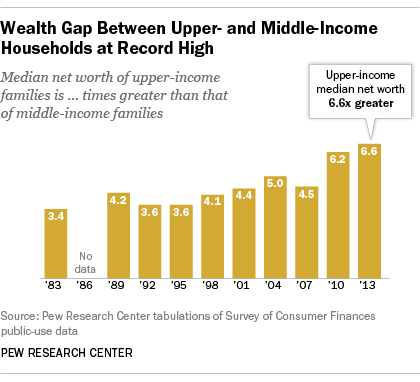 Wealth Gap Between Upper- and Middle-Income
Households at Record High
Median net worth of upper-income
families is ... times greater than that
of middle-income families
Upper-income
median net worth
6.6x greater
3.4
No
data
4.2
3.6
3.6
4.1
4.4
5.0
4.5
6.2
6.6
'83
'86
'89
'92
'95
'98
'01
'04
'07
'10
'13
Source: Pew Research Center tabulations of Survey of Consumer Finances
public-use data
PEW RESEARCH CENTER